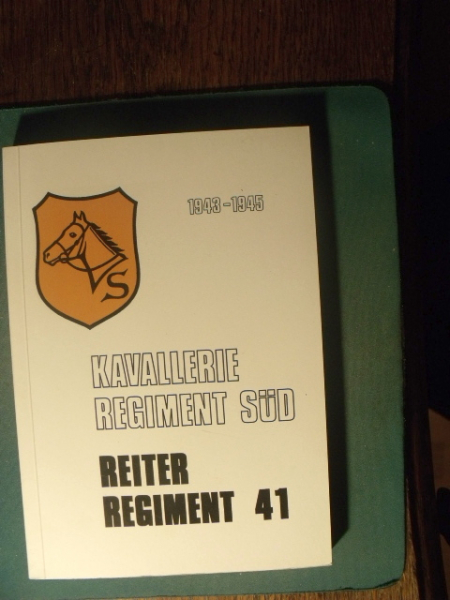 1943-1945
S
KAVALLERIE
REGIMENT SÜD
REITER
REGIMENT 41